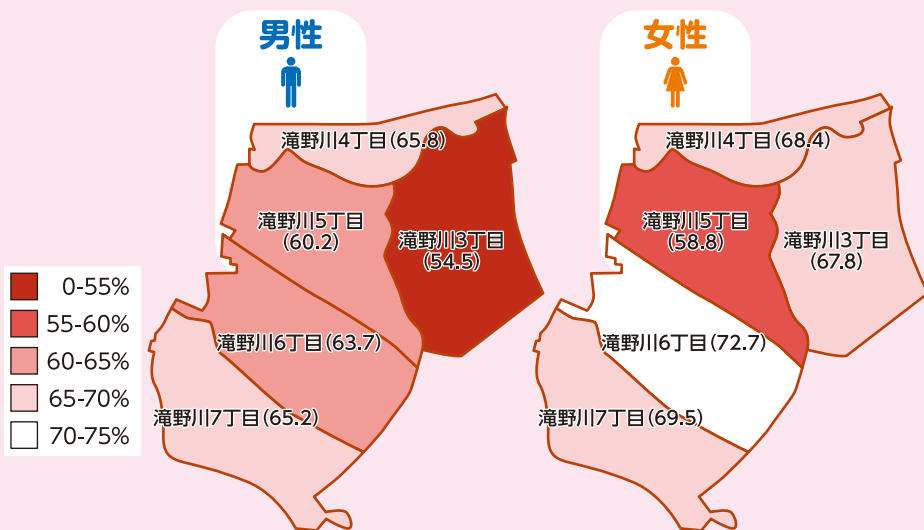 男性
滝野川4丁目(65.8)
滝野川5丁目
(60.2)
滝野川3丁目
(54.5)
滝野川6丁目(63.7)
滝野川7丁目(65.2)
女性
滝野川4丁目(68.4)
滝野川5丁目
(58.8)
滝野川3丁目
(67.8)
滝野川6丁目(72.7)
滝野川7丁目(69.5)
0-55%
55-60%
60-65%
65-70%
70-75%